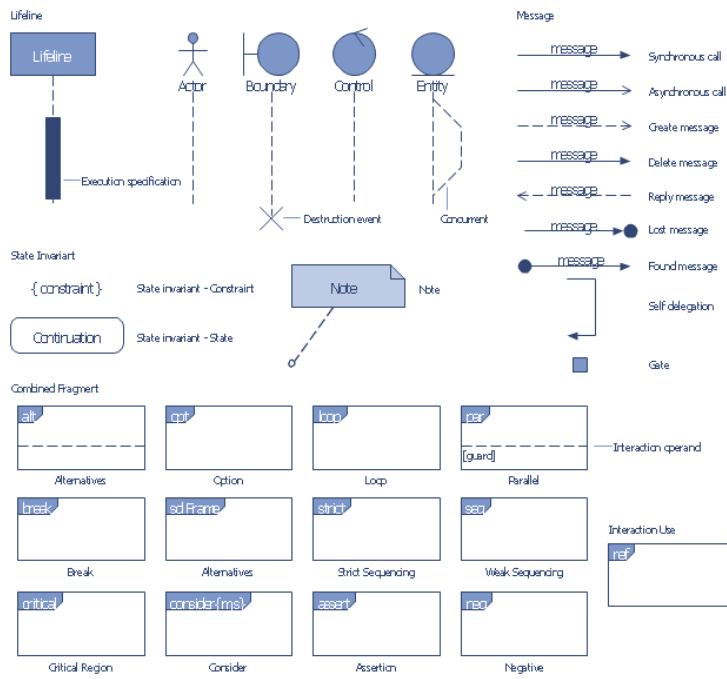 Lifeline
Message
Lifeline
Actor
Boundary
Control
Entity
Execution specification
Destruction event
Concurrent
message
Synchronous call
message
Asynchronous call
message
Create message
message
Delete message
message
Reply message
message
Lost message
message
Found message
Self delegation
Gate
State Invariant
{constraint}
State invariant - Constraint
Note
Note
Continuation
State invariant - State
Combined Fragment
alt
Alternatives
opt
Option
loop
Loop
par
[guard]
Parallel
Interaction operand
break
Break
sd Frame
Alternatives
strict
Strict Sequencing
seq
Weak Sequencing
Interaction Use
ref
critical
Critical Region
consider{ms}
Consider
assert
Assertion
neg
Negative